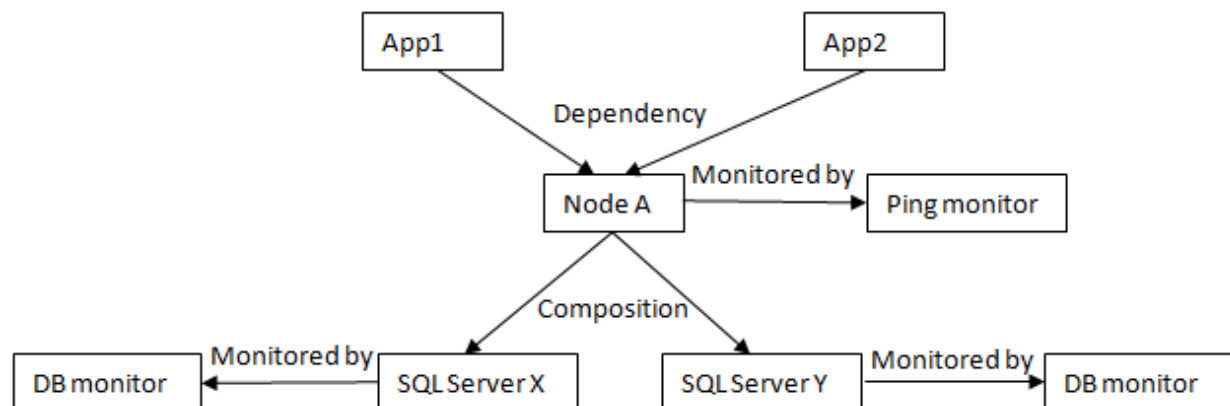 App1
App2
Dependency
Monitored by
Node A
Ping monitor
Composition
Monitored by
Monitored by
DB monitor
SQL Server X
SQL Server Y
DB monitor